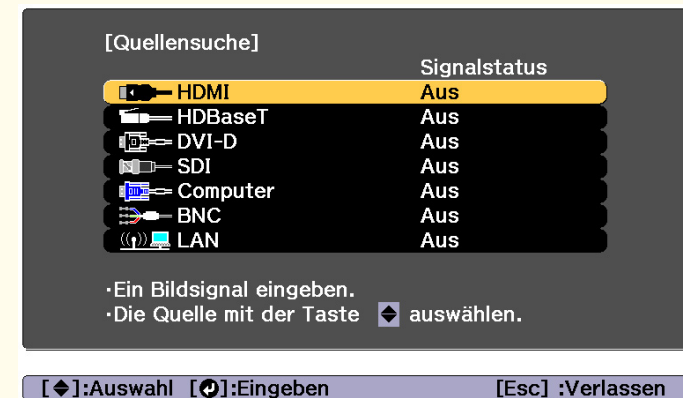 [Quellensuche]
Signalstatus
HDMI Aus
HDBaseT Aus
DVI-D Aus
SDI Aus
Computer Aus
BNC Aus
LAN Aus
·Ein Bildsignal eingeben.
·Die Quelle mit der Taste auswählen.
[ ]:Auswahl [ ]:Eingeben [Esc] :Verlassen